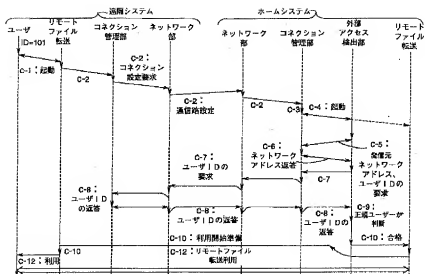 遠隔システム
ホームシステム
ユーザ
リモート
ファイル
転送
コネクション
管理部
ネットワーク
部
ネットワーク
部
コネクション
管理部
外部
アクセス
検出部
リモート
ファイル
転送
ID=101
C-1:起動
C-2
C-2:
コネクション
設定要求
C-2:
通信路設定
C-2
C-3
C-4:起動
C-5:
発信元
ネットワーク
アドレス、
ユーザIDの
要求
C-6:
ネットワーク
アドレス返答
C-7:
ユーザIDの
要求
C-7
C-8:
ユーザIDの
返答
C-8:
ユーザIDの返答
C-8:
ユーザIDの
返答
C-9:
正規ユーザーか
判断
C-10:利用開始準備
C-10:合格
C-10
C-12:利用
C-12:リモートファイル
転送利用